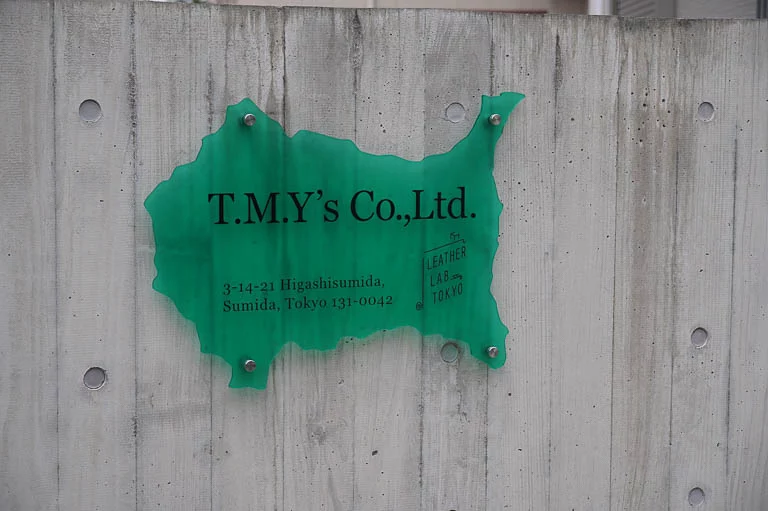 T.M.Y's Co.,Ltd.
3-14-21 Higashisumida,
Sumida, Tokyo 131-0042
LEATHER
LAB
TOKYO